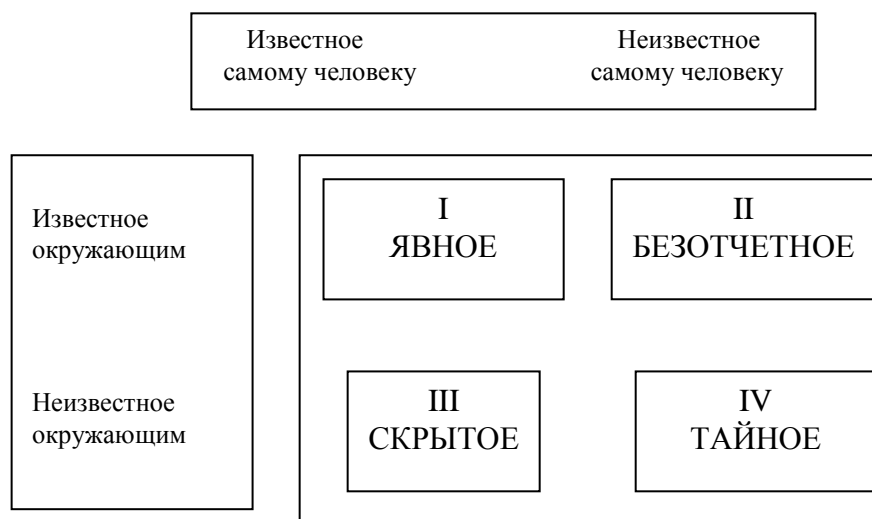 Известное
самому человеку
Неизвестное
самому человеку
Известное
окружающим
I
ЯВНОЕ
II
БЕЗОТЧЕТНОЕ
Неизвестное
окружающим
III
СКРЫТОЕ
IV
ТАЙНОЕ